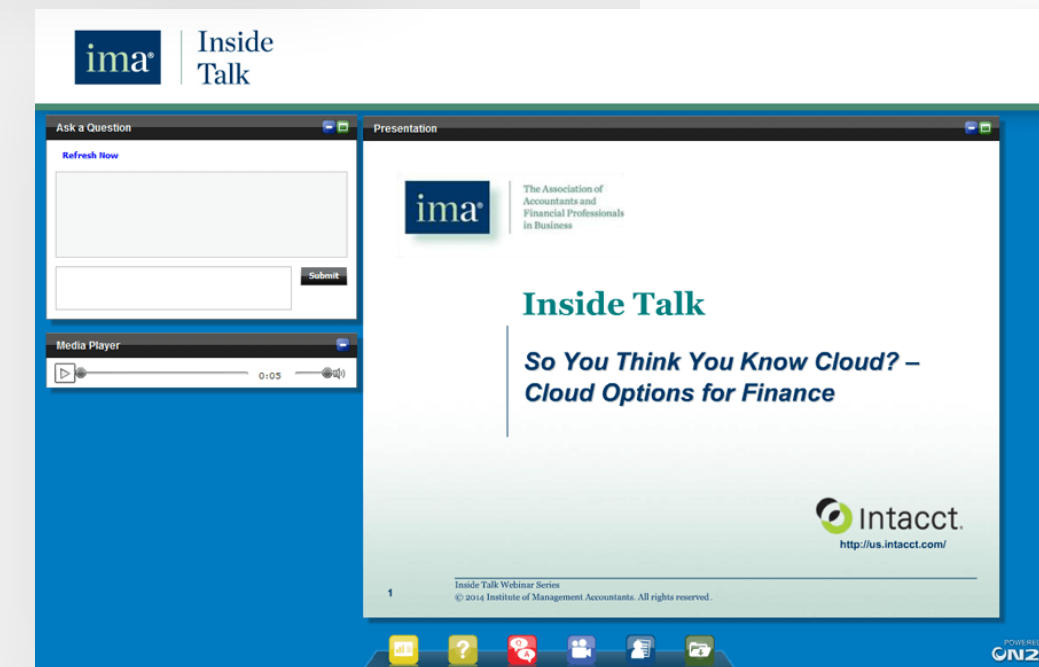 ima®
Inside
Talk
Ask a Question
Refresh Now
Submit
Media Player
0:05
Presentation
ima®
The Association of
Accountants and
Financial Professionals
in Business
Inside Talk
So You Think You Know Cloud? –
Cloud Options for Finance
Intacct.
http://us.intacct.com/
1
Inside Talk Webinar Series
© 2014 Institute of Management Accountants. All rights reserved.
?
Q
A
POWERED
ON2